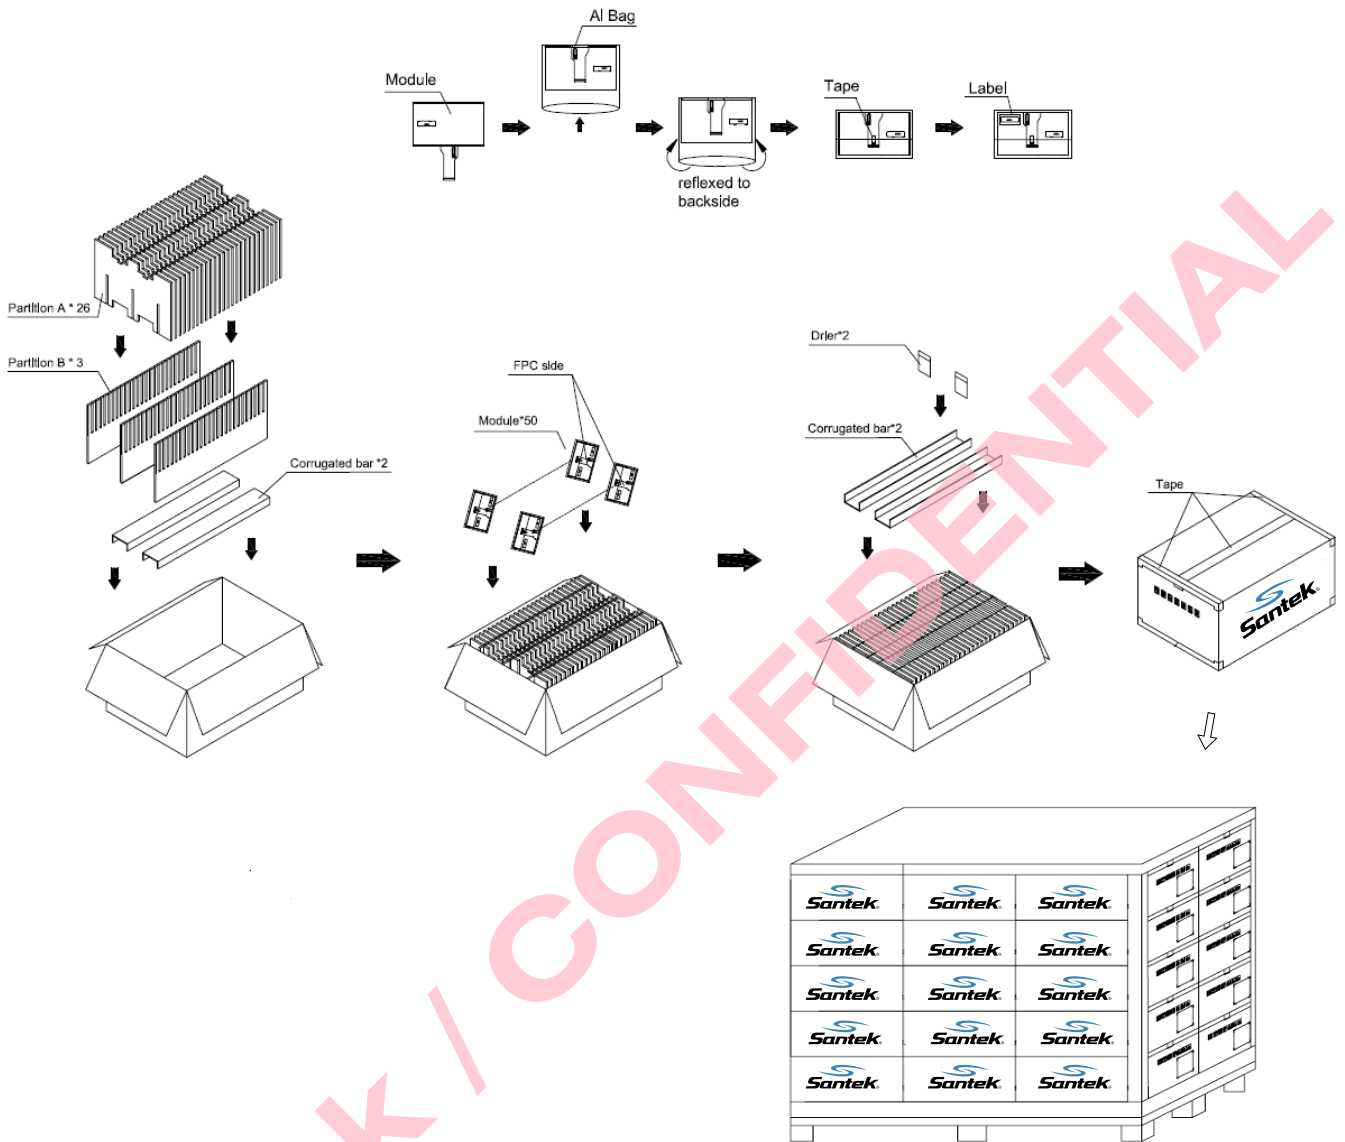 Al Bag
Module
Tape
Label
reflexed to
backside
Partition A * 26
Partition B * 3
Corrugated bar *2
FPC side
Module*50
Drier*2
Corrugated bar*2
Tape
Santek
Santek Santek Santek
Santek Santek Santek
Santek Santek Santek
Santek Santek Santek
Santek Santek Santek
k / CONFIDENTIAL